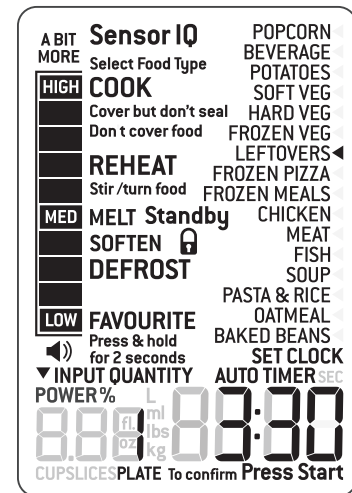 A BIT MORE
Sensor IQ
Select Food Type
HIGH
COOK
Cover but don't seal
Don t cover food
REHEAT
Stir /turn food
MED
MELT Standby
SOFTEN
DEFROST
LOW
FAVOURITE
Press & hold
for 2 seconds
POPCORN
BEVERAGE
POTATOES
SOFT VEG
HARD VEG
FROZEN VEG
LEFTOVERS
FROZEN PIZZA
FROZEN MEALS
CHICKEN
MEAT
FISH
SOUP
PASTA & RICE
OATMEAL
BAKED BEANS
SET CLOCK
INPUT QUANTITY AUTO TIMER SEC
POWER %
L
fl. ml
oz lbs
kg
1 3:30
CUPSLICESPLATE To confirm Press Start